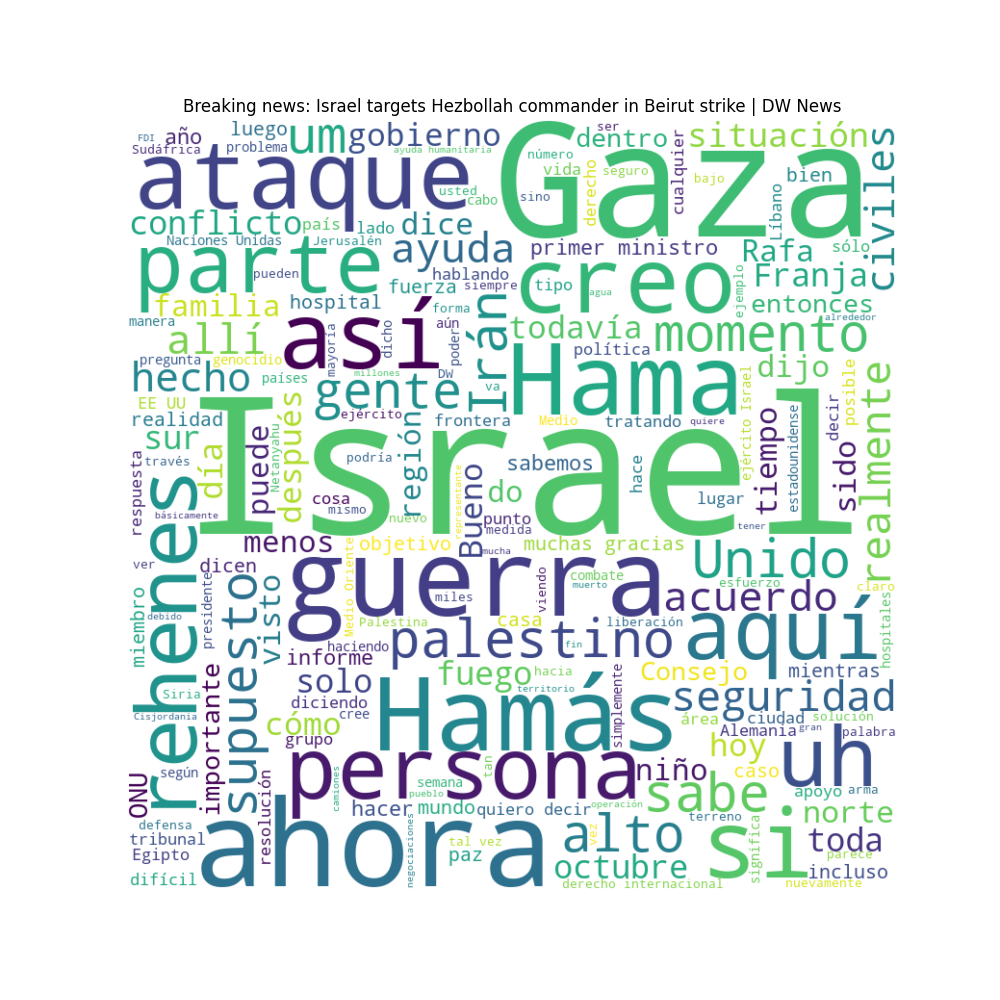 Breaking news: Israel targets Hezbollah commander in Beirut strike | DW News
FDI
año
luego
um
gobierno
ser
dentro
situación
Sudáfrica
problema
ayuda humanitaria
número
ataque
Gaza
vida
seguro
derecho
cualquier
bajo
bien
civiles
usted
cabo
sino
Líbano
conflicto
país
lado
dice
Naciones Unidas
Jerusalén
ayuda
primer ministro
Rafa
sólo
parte
pueden
hablando
creo
Franja
fuerza
siempre
tipo
agua
ejemplo
entonces
familia
hospital
forma
Irán
manera
allí
así
mayoría
dicho
aún
poder
todavía
momento
alrededor
pregunta
genocidio
política
dijo
posible
hecho
países
millones
DW
gente
va
Hama
realmente
EE UU
ejército
Medio
ejército Israel
realidad
frontera
tratando
quiere
decir
sur
día
Netanyahu
después
puede
región
Israel
tiempo
estadounidense
sido
respuesta
través
podría
representante
sabemos
hace
lugar
cosa
mismo
nuevo
Bueno
do
punto
medida
básicamente
tener
rehenes
menos
objetivo
mucha
muchas gracias
Unido
ver
dicen
Medio Oriente
guerra
viendo
combate
muerto
esfuerzo
claro
miembro
debido
presidente
supuesto
visto
miles
casa
acuerdo
Palestina
liberación
aquí
hospitales
haciendo
palestino
fin
informe
fuego
hacia
Consejo
mientras
Siria
importante
solo
territorio
simplemente
seguridad
Cisjordania
diciendo
cree
Hamás
cómo
área
ciudad
solución
grupo
Alemania
gran
palabra
hoy
uh
ONU
según
resolución
persona
camiones
semana
tan
niño
caso
pueblo
sabe
apoyo
arma
hacer
negociaciones
mundo
quiero decir
operación
terreno
si
norte
defensa
tribunal
ahora
tal vez
vez
alto
significa
toda
Egipto
paz
octubre
parece
incluso
difícil
derecho internacional
nuevamente